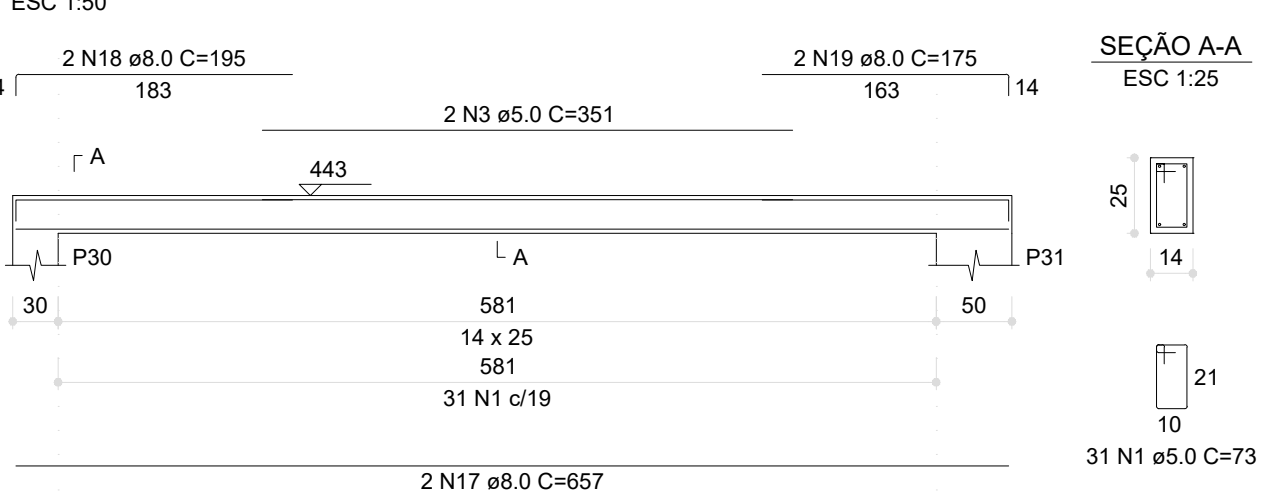 ESC 1:50
2 N18 ø8.0 C=195
183
2 N19 ø8.0 C=175
163
14
2 N3 ø5.0 C=351
A
443
A
P30
P31
30
581
50
14 x 25
581
31 N1 c/19
2 N17 ø8.0 C=657
SEÇÃO A-A
ESC 1:25
25
14
21
10
31 N1 ø5.0 C=73